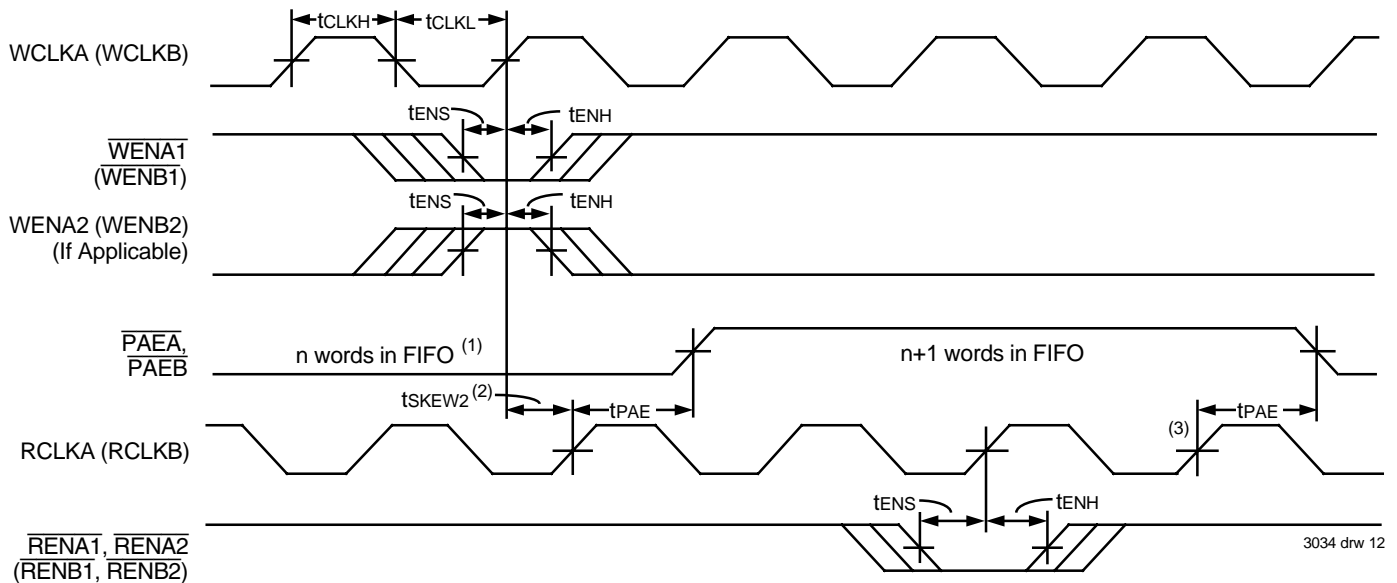 tCLKH tCLKL
WCLKA (WCLKB)
tENS tENH
WENA1
(WENB1)
tENS tENH
WENA2 (WENB2)
(If Applicable)
PAEA,
PAEB
n words in FIFO (1)
n+1 words in FIFO
tSKEW2 (2)
tPAE
tPAE
(3)
RCLKA (RCLKB)
tENS tENH
RENA1, RENA2
(RENB1, RENB2)
3034 drw 12